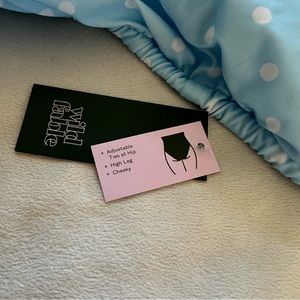 Wild
fable
+ Adjustable
Ties at Hip
+ High Leg
+ Cheeky